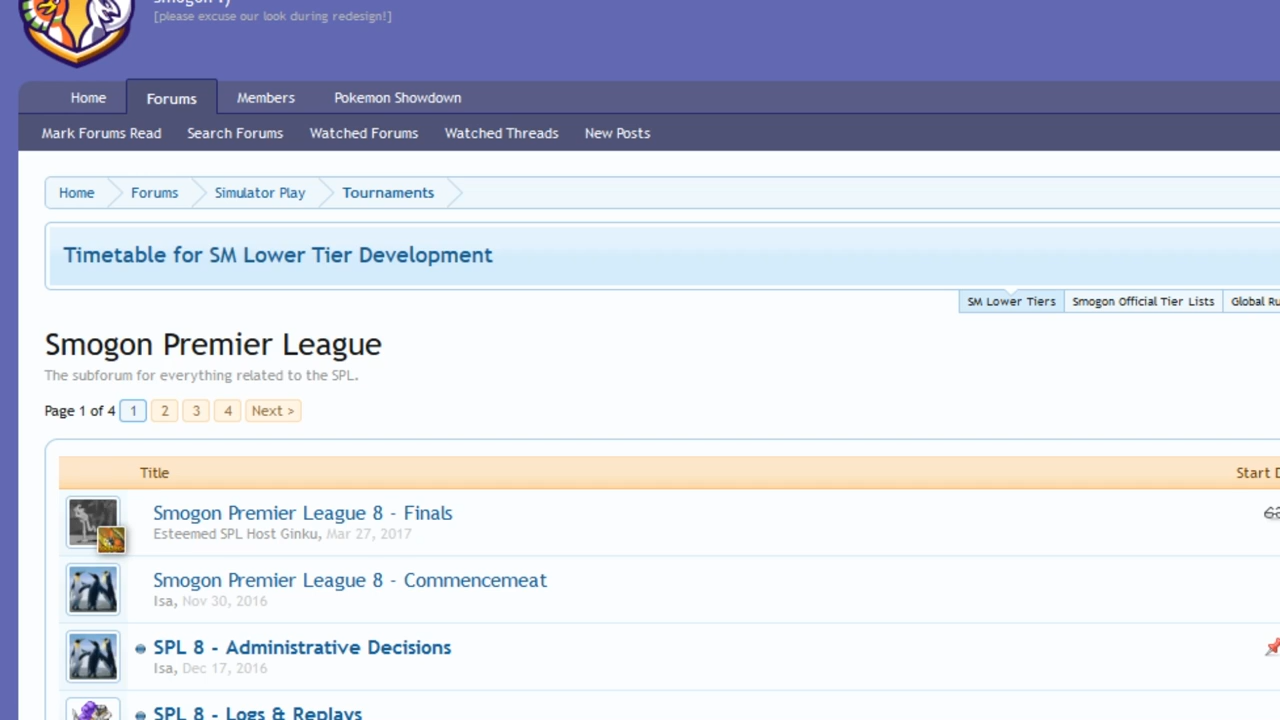 smogon
[please excuse our look during redesign!]
Home Forums Members Pokemon Showdown
Mark Forums Read Search Forums Watched Forums Watched Threads New Posts
Home Forums Simulator Play Tournaments
Timetable for SM Lower Tier Development
SM Lower Tiers Smogon Official Tier Lists Global
Smogon Premier League
The subforum for everything related to the SPL.
Page 1 of 4 1 2 3 4 Next >
Title Start
Smogon Premier League 8 - Finals
Esteemed SPL Host Ginku, Mar 27, 2017
Smogon Premier League 8 - Commencemeat
Isa, Nov 30, 2016
SPL 8 - Administrative Decisions
Isa, Dec 17, 2016
SPL 8 - Logs & Replays